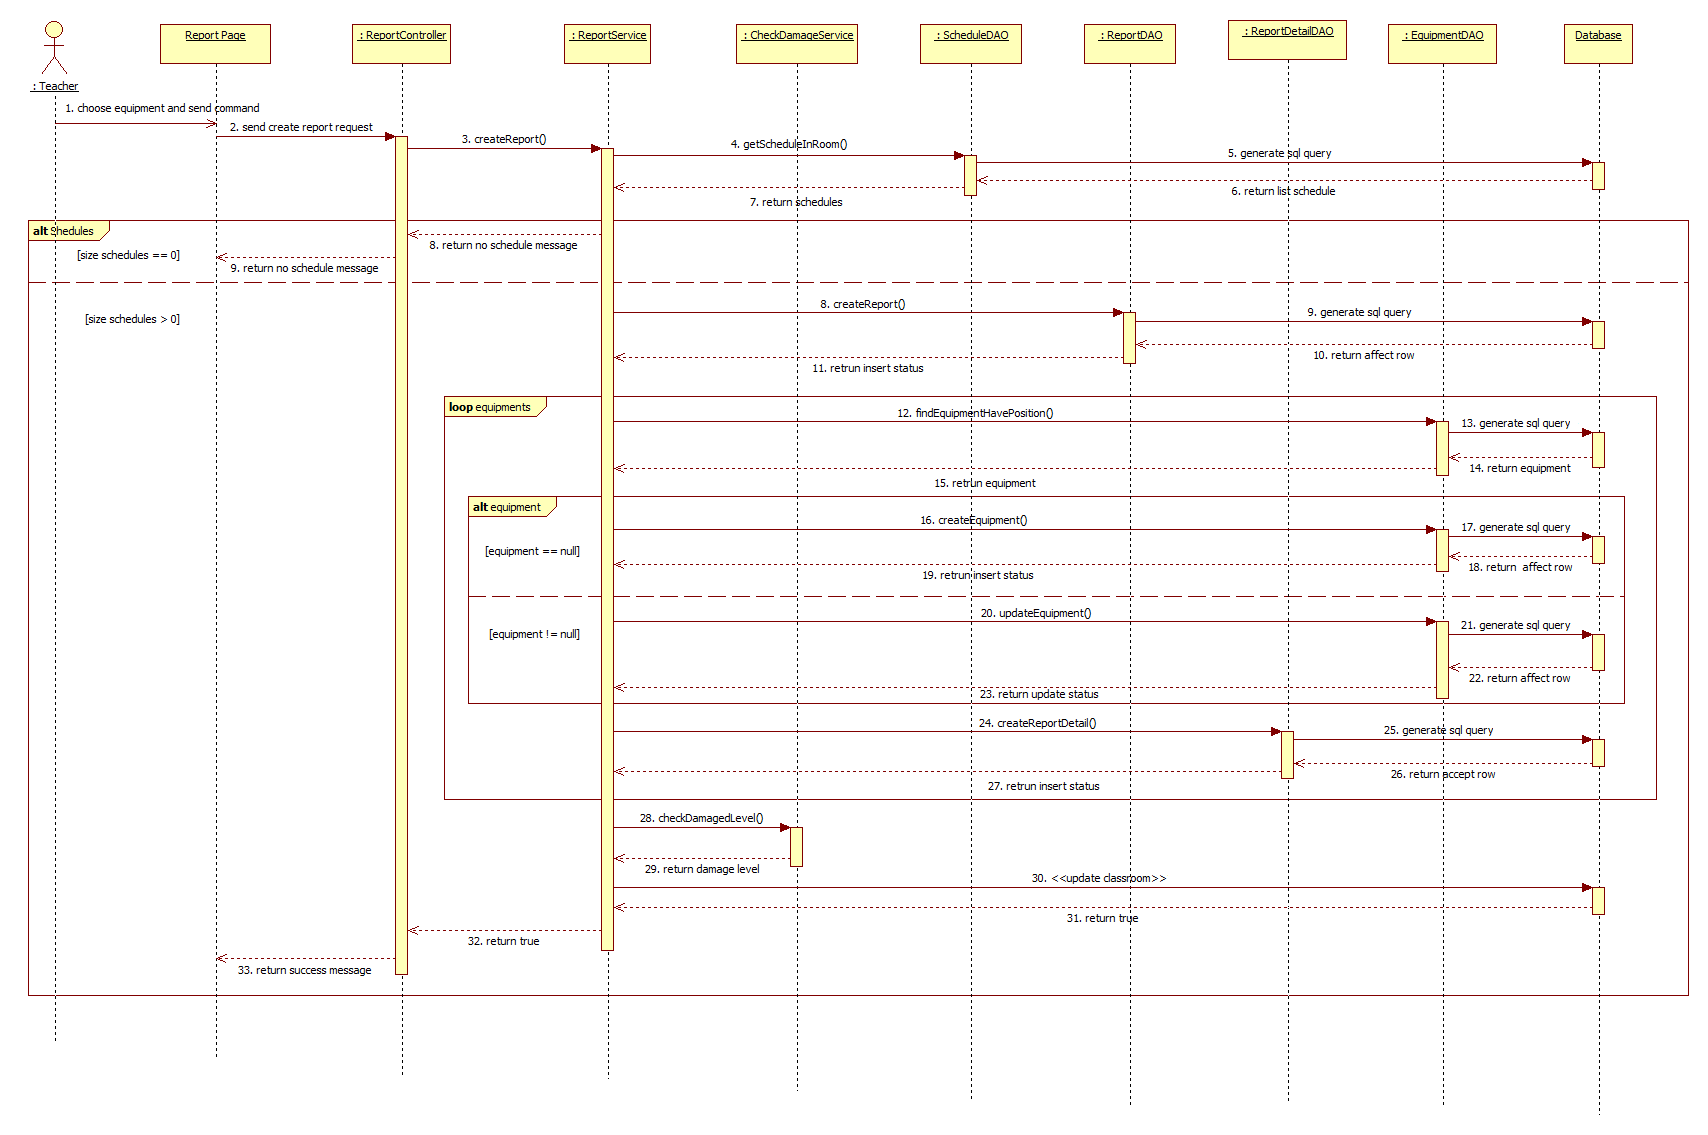 Report Page
: ReportController
: ReportService
: CheckDamageService
: ScheduleDAO
: ReportDAO
: ReportDetailDAO
: EquipmentDAO
Database
: Teacher
1. choose equipment and send command
2. send create report request
3. createReport()
4. getScheduleInRoom()
5. generate sql query
6. return list schedule
7. return schedules
alt Shedules
8. return no schedule message
[size schedules == 0]
9. return no schedule message
[size schedules > 0]
8. createReport()
9. generate sql query
10. return affect row
11. retrun insert status
loop equipments
12. findEquipmentHavePosition()
13. generate sql query
14. return equipment
15. retrun equipment
alt equipment
16. createEquipment()
17. generate sql query
[equipment == null]
18. return  affect row
19. retrun insert status
20. updateEquipment()
21. generate sql query
[equipment != null]
22. return affect row
23. return update status
24. createReportDetail()
25. generate sql query
26. return accept row
27. retrun insert status
28. checkDamagedLevel()
29. return damage level
30. <<update classroom>>
31. return true
32. return true
33. return success message